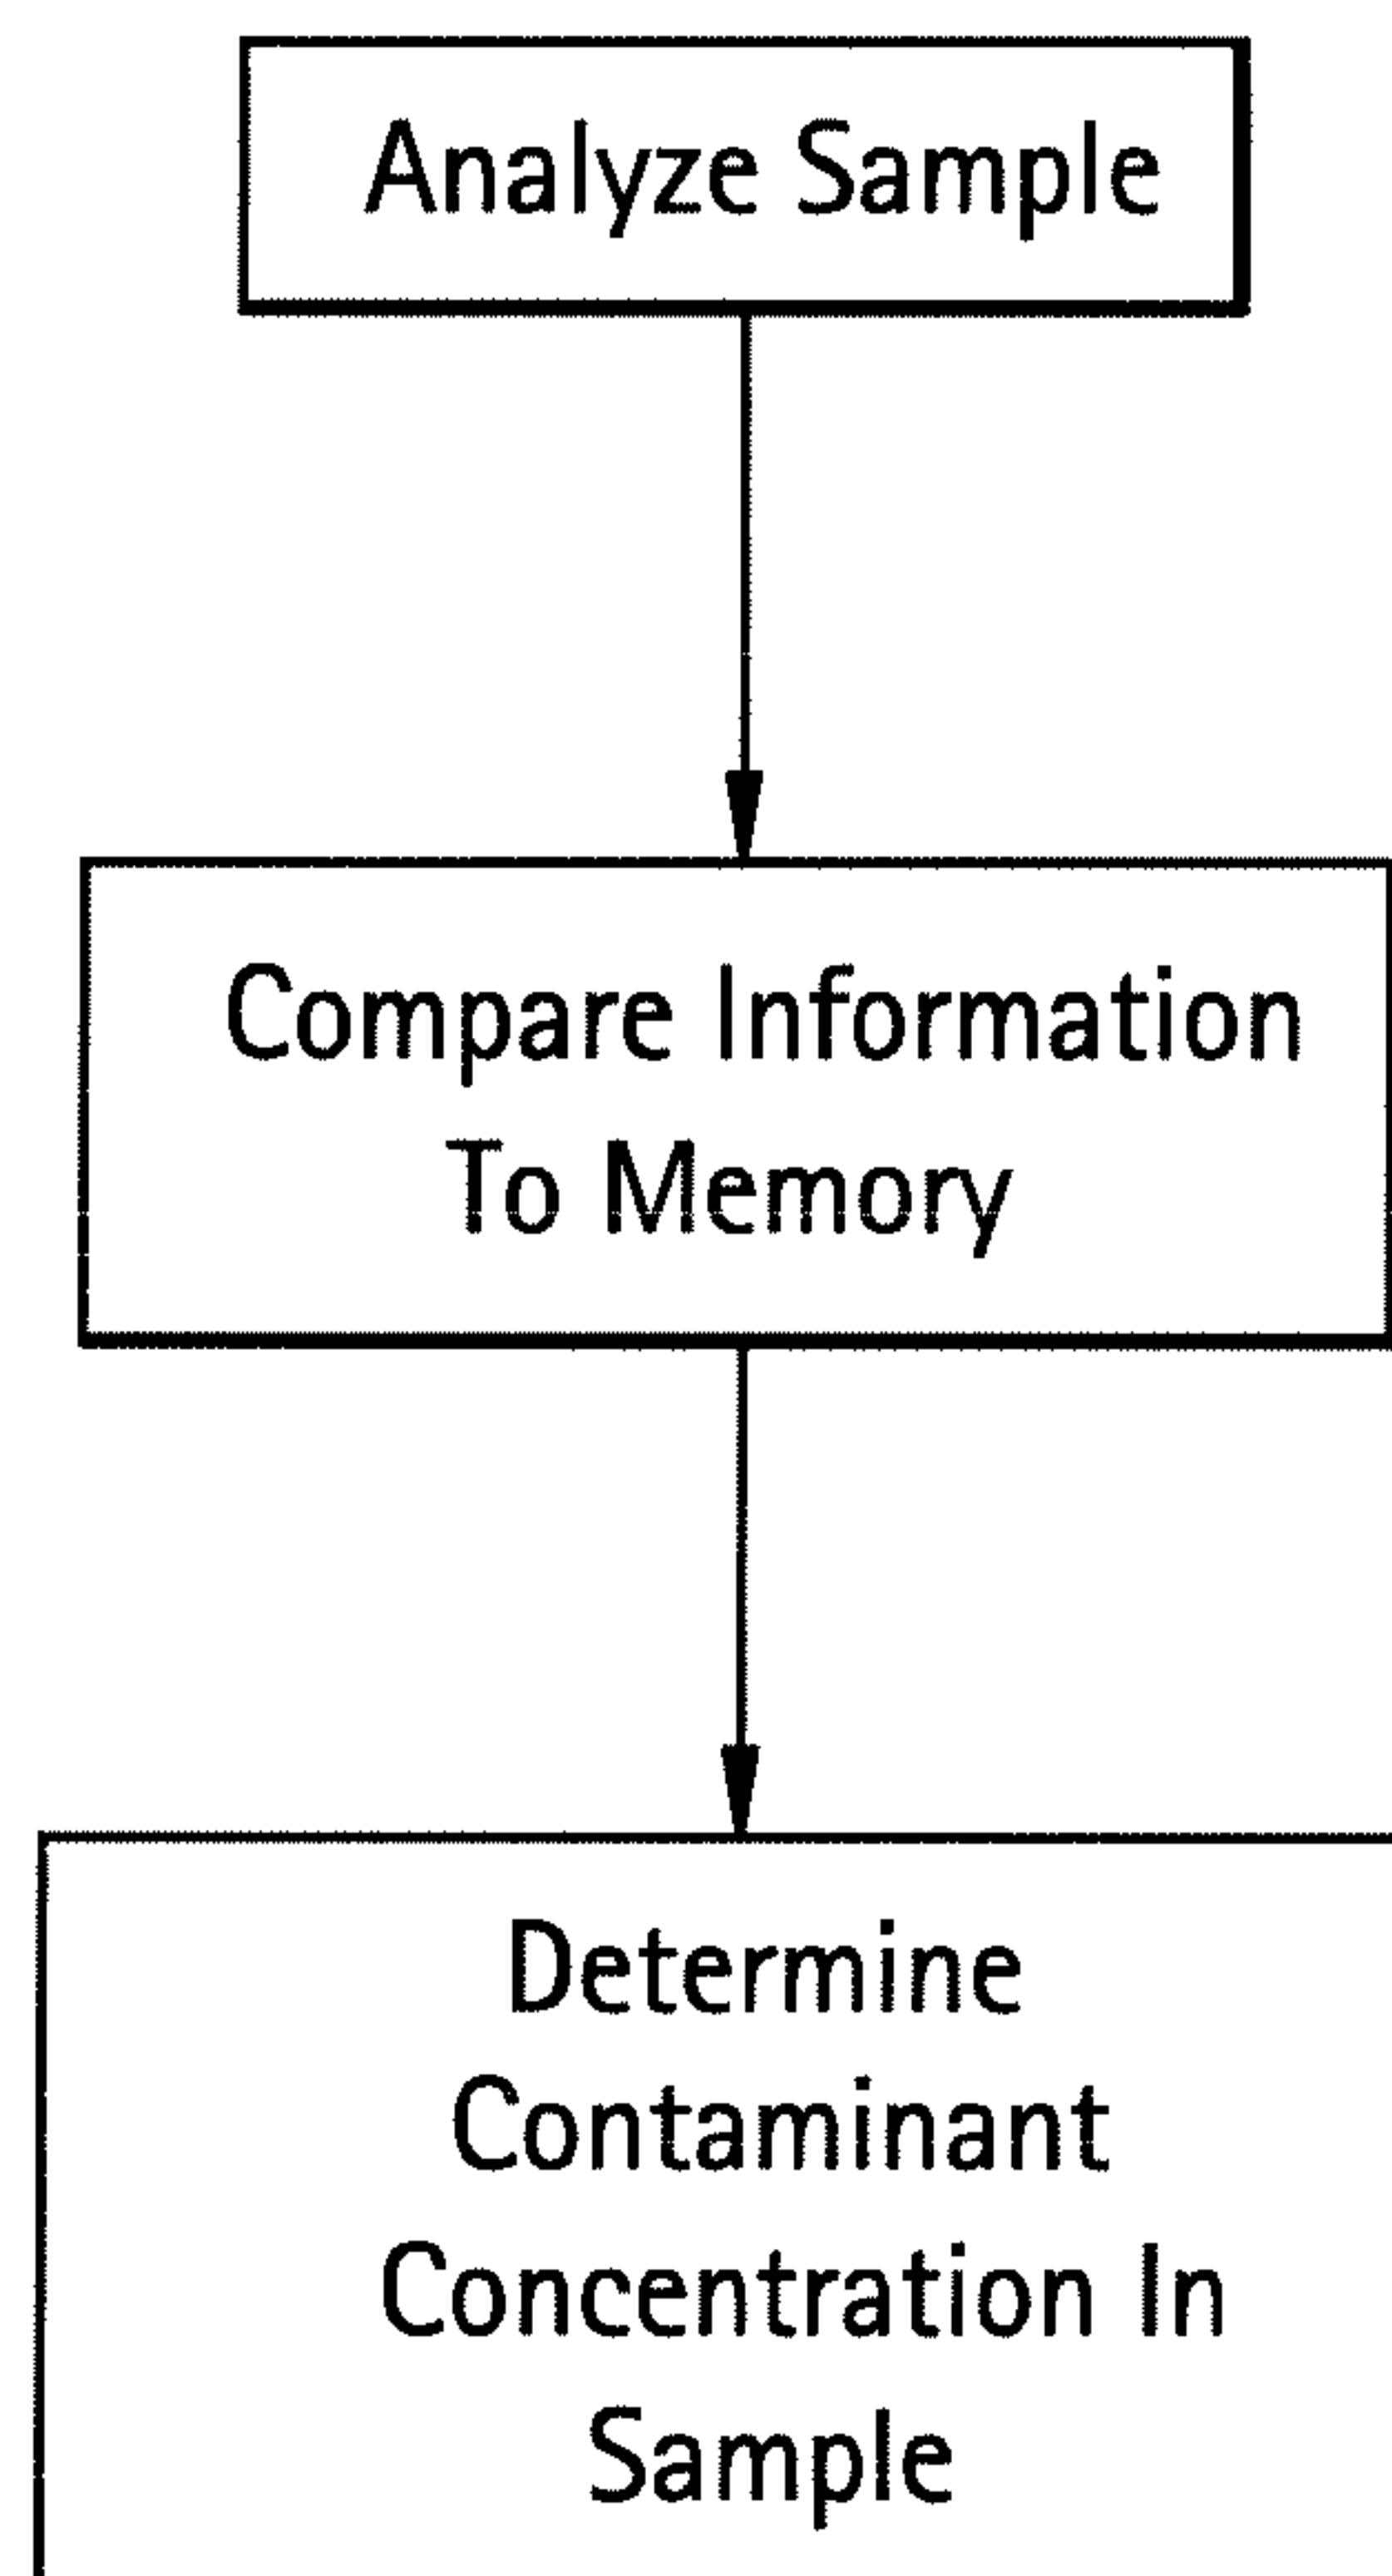 Analyze Sample
Compare Information
To Memory
Determine
Contaminant
Concentration In
Sample